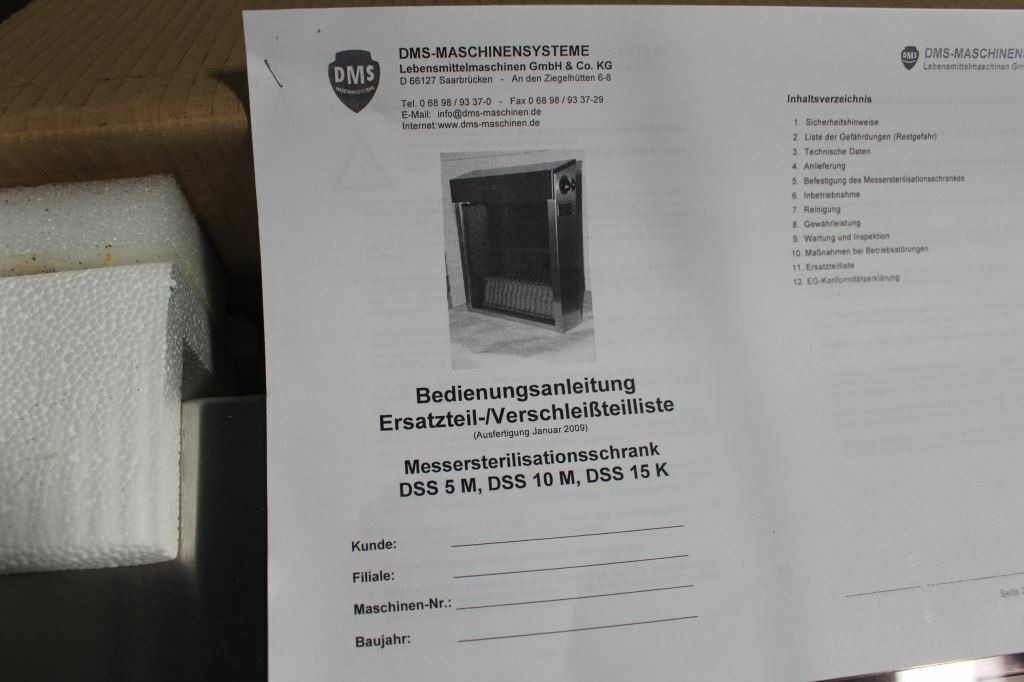 DMS
MASCHINENSYSTEME
DMS-MASCHINENSYSTEME
Lebensmittelmaschinen GmbH & Co. KG
D 66127 Saarbrücken - An den Ziegelhütten 6-8
Tel. 0 68 98 / 93 37-0 - Fax 0 68 98 / 93 37-29
E-Mail: info@dms-maschinen.de
Internet:www.dms-maschinen.de
Bedienungsanleitung
Ersatzteil-/Verschleißteilliste
(Ausfertigung Januar 2009)
Messersterilisationsschrank
DSS 5 M, DSS 10 M, DSS 15 K
Kunde:
Filiale:
Maschinen-Nr.:
Baujahr:
DMS
DMS-MASCHINEN
Lebensmittelmaschinen
Inhaltsverzeichnis
1. Sicherheitshinweise
2. Liste der Gefährdungen (Restgefahr)
3. Technische Daten
4. Anlieferung
5. Befestigung des Messersterilisationsschrankes
6. Inbetriebnahme
7. Reinigung
8. Gewährleistung
9. Wartung und Inspektion
10. Maßnahmen bei Betriebsstörungen
11. Ersatzteilliste
12. EG-Konformitätserklärung
Seite